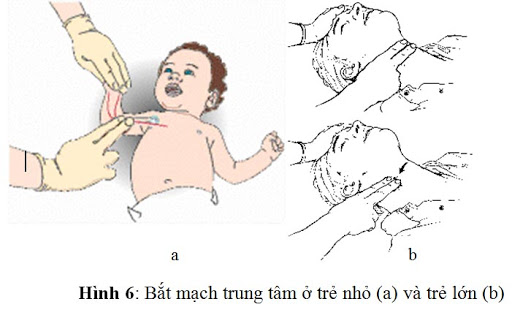 a
b
Hình 6: Bắt mạch trung tâm ở trẻ nhỏ (a) và trẻ lớn (b)